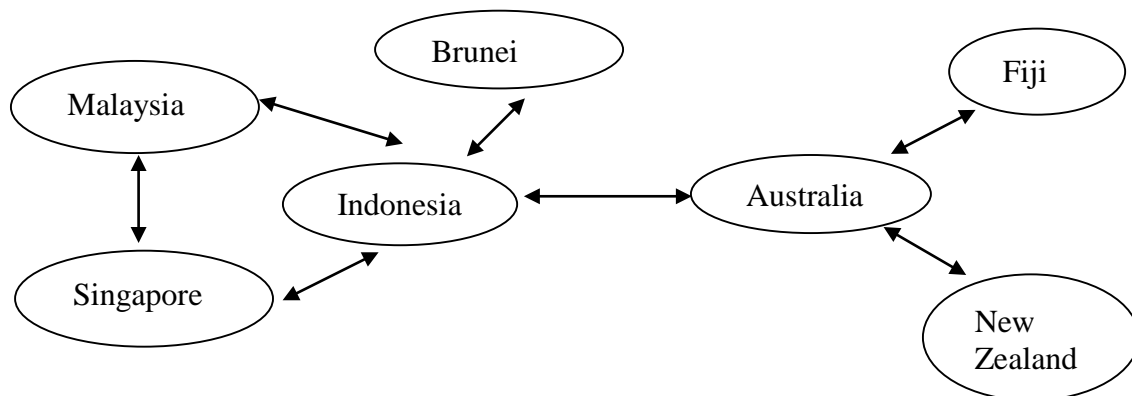 Brunei
Fiji
Malaysia
Indonesia
Australia
Singapore
New
Zealand